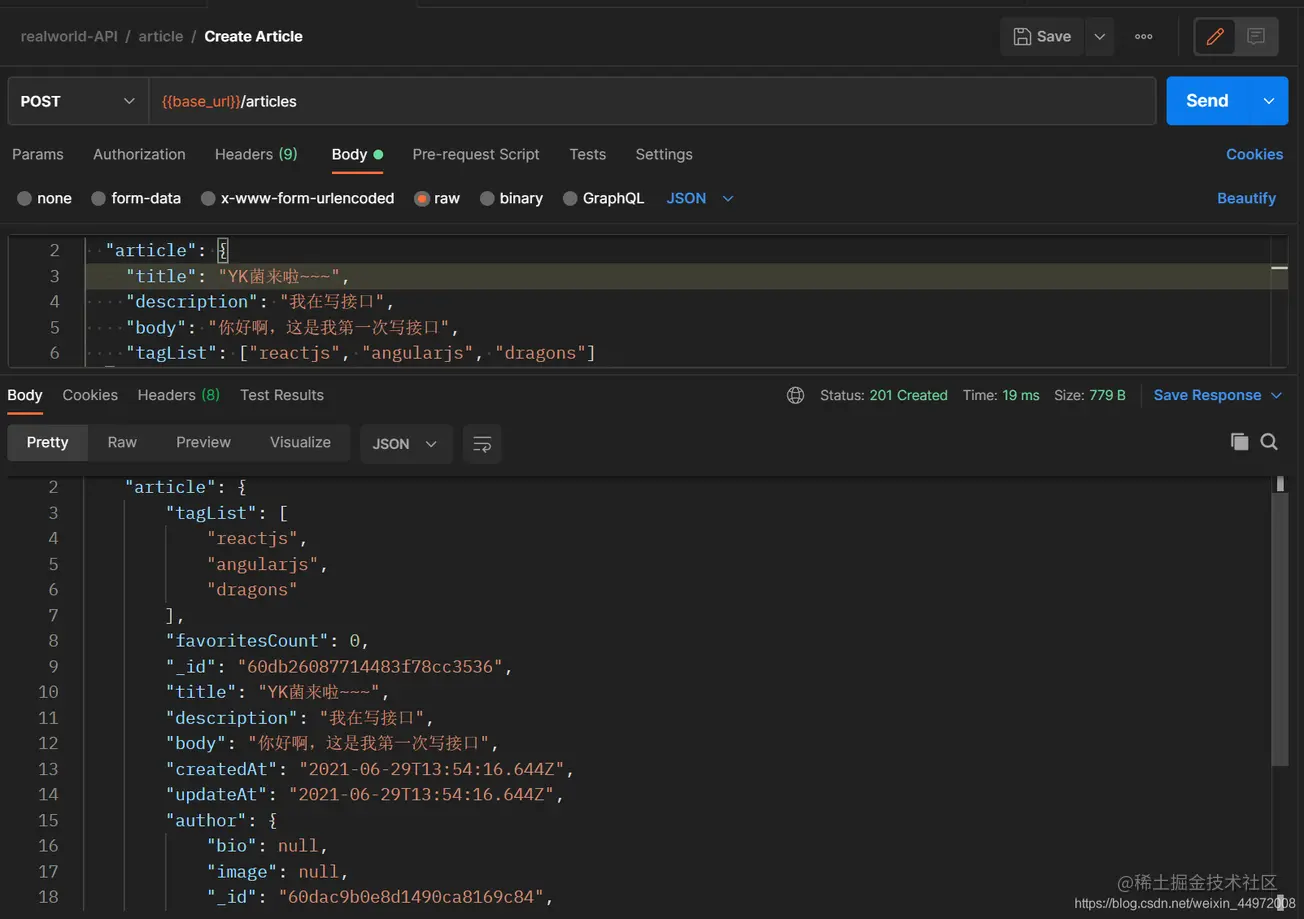 realworld-API / article / Create Article
Save
POST {{base_url}}/articles Send
Params Authorization Headers (9) Body Pre-request Script Tests Settings Cookies
none form-data x-www-form-urlencoded raw binary GraphQL JSON Beautify
2 "article": {
3 "title": "YK菌来啦~~~",
4 "description": "我在写接口",
5 "body": "你好啊，这是我第一次写接口",
6 "tagList": ["reactjs", "angularjs", "dragons"]
Body Cookies Headers (8) Test Results Status: 201 Created Time: 19 ms Size: 779 B Save Response
Pretty Raw Preview Visualize JSON
2 "article": {
3 "tagList": [
4 "reactjs",
5 "angularjs",
6 "dragons"
7 ],
8 "favoritesCount": 0,
9 "_id": "60db26087714483f78cc3536",
10 "title": "YK菌来啦~~~",
11 "description": "我在写接口",
12 "body": "你好啊，这是我第一次写接口",
13 "createdAt": "2021-06-29T13:54:16.644Z",
14 "updateAt": "2021-06-29T13:54:16.644Z",
15 "author": {
16 "bio": null,
17 "image": null,
18 "_id": "60dac9b0e8d1490ca8169c84",
@稀土掘金技术社区
https://blog.csdn.net/weixin_44972008